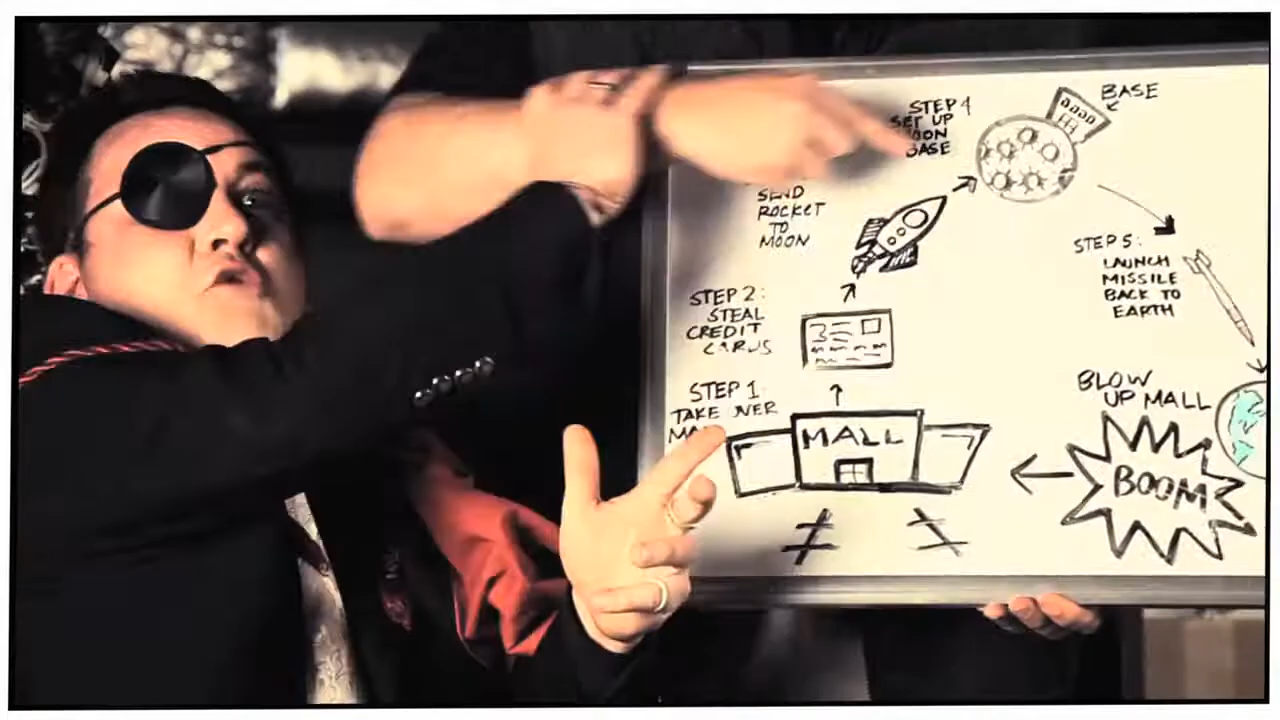 STEP 4
SET UP
MOON
BASE
BASE
SEND
ROCKET
TO
MOON
STEP 5:
LAUNCH
MISSILE
BACK TO
EARTH
STEP 2:
STEAL
CREDIT
CARDS
STEP 1:
TAKE OVER
MALL
BLOW
UP MALL
BOOM